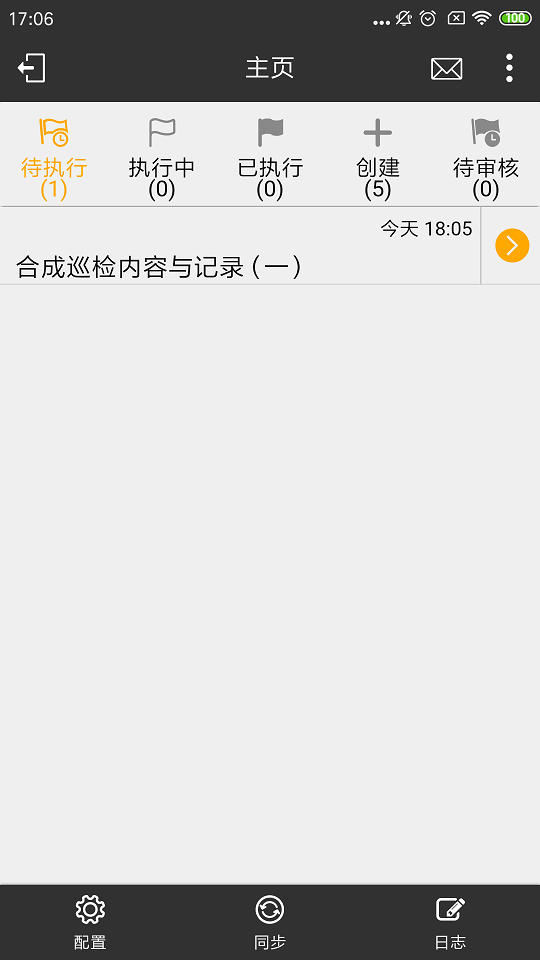 17:06
100
主页
待执行
(1)
执行中
(0)
已执行
(0)
创建
(5)
待审核
(0)
今天 18:05
合成巡检内容与记录(一)
配置
同步
日志